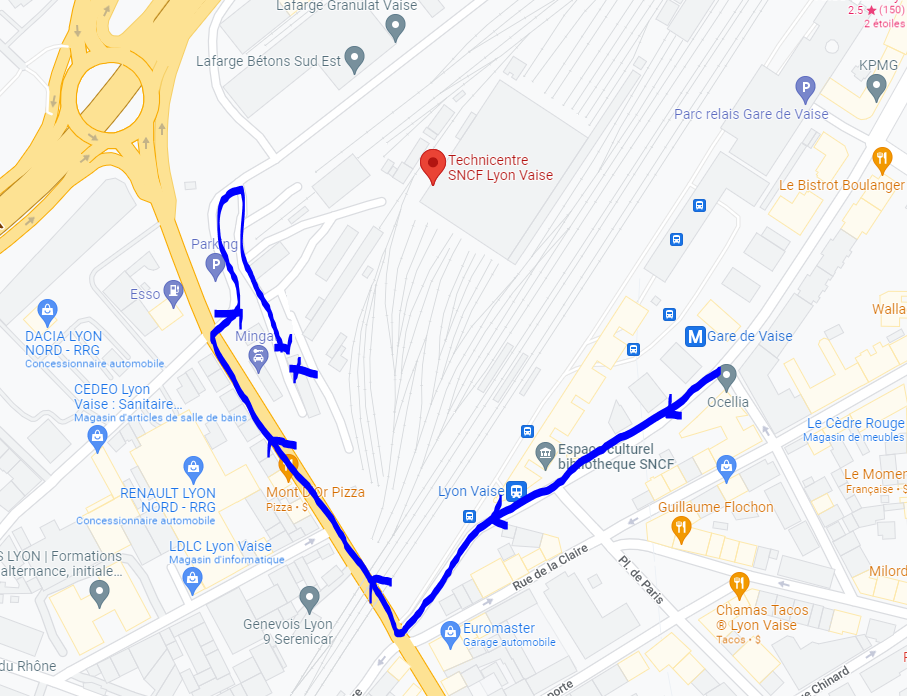 Lafarge Granulat Vaise
2.5 ★ (150)
2 étoiles
Lafarge Bétons Sud Est
KPMG
P
Parc relais Gare de Vaise
Technicentre
SNCF Lyon Vaise
Le Bistrot Boulanger
Parking
P
Esso
DACIA LYON
NORD - RRG
Concessionnaire automobile
Minga
M Gare de Vaise
Walla
CEDEO Lyon
Vaise : Sanitaire...
Magasin d'articles de salle de bains
Ocellia
Le Cèdre Rouge
Magasin de meubles
Espace culturel
bibliotheque SNCF
RENAULT LYON
NORD - RRG
Concessionnaire automobile
Mont D'Or Pizza
Pizza • $
Lyon Vaise
Le Momen
Française • $
Guillaume Flochon
LDLC Lyon Vaise
Magasin d'informatique
S LYON | Formations
alternance, initiale...
Rue de la Claire
Pl. de Paris
Milord
Genevois Lyon
9 Serenicar
Euromaster
Garage automobile
Chamas Tacos
® Lyon Vaise
Tacos • $
du Rhône
porte
ue Chinard